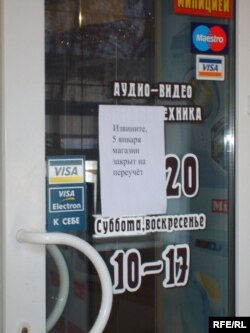 МИЛИЦИЕЙ
Maestro
VISA
АУДИО-ВИДЕО
ТЕХНИКА
Извините,
5 января
магазин
закрыт на
переучёт
VISA
VISA
Electron
К СЕБЕ
20
Суббота, воскресенье
10-17
RFE/RL